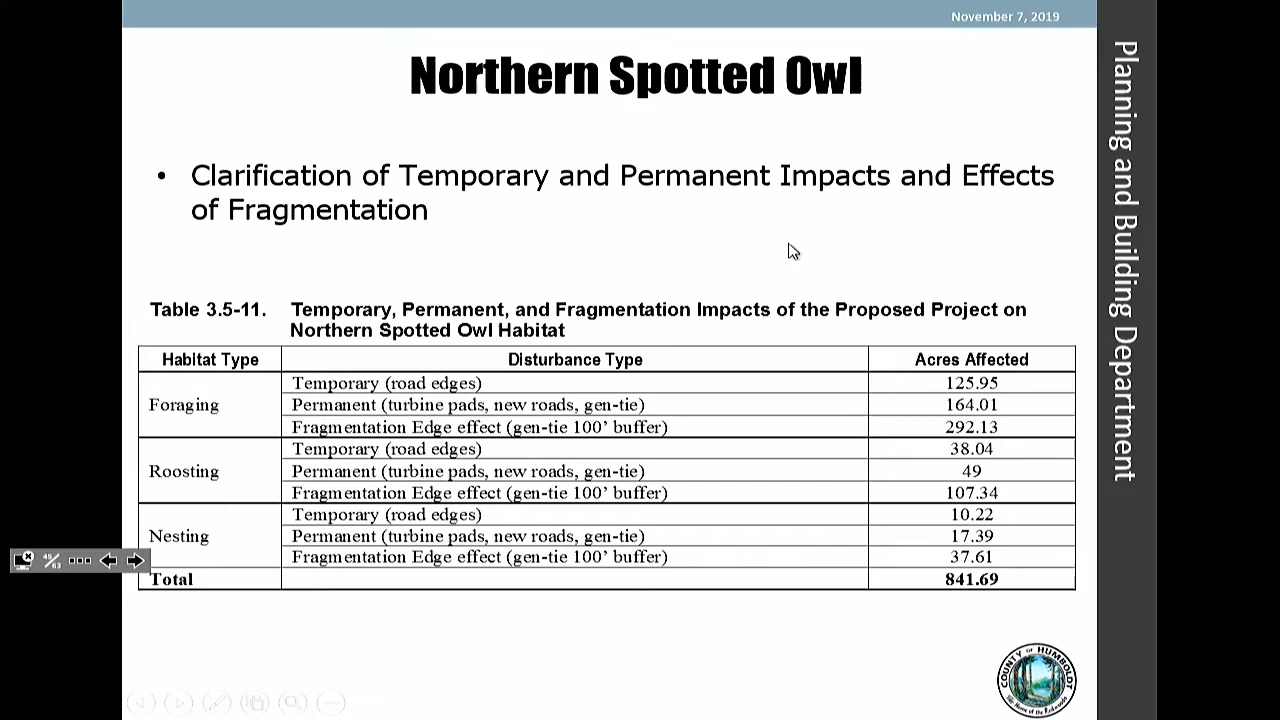 November 7, 2019
Planning and Building Department
Northern Spotted Owl
• Clarification of Temporary and Permanent Impacts and Effects
of Fragmentation
Table 3.5-11. Temporary, Permanent, and Fragmentation Impacts of the Proposed Project on
Northern Spotted Owl Habitat
Habitat Type Disturbance Type Acres Affected
Foraging
Temporary (road edges) 125.95
Permanent (turbine pads, new roads, gen-tie) 164.01
Fragmentation Edge effect (gen-tie 100’ buffer) 292.13
Roosting
Temporary (road edges) 38.04
Permanent (turbine pads, new roads, gen-tie) 49
Fragmentation Edge effect (gen-tie 100’ buffer) 107.34
Nesting
Temporary (road edges) 10.22
Permanent (turbine pads, new roads, gen-tie) 17.39
Fragmentation Edge effect (gen-tie 100’ buffer) 37.61
Total 841.69
45/63
COUNTY OF HUMBOLDT